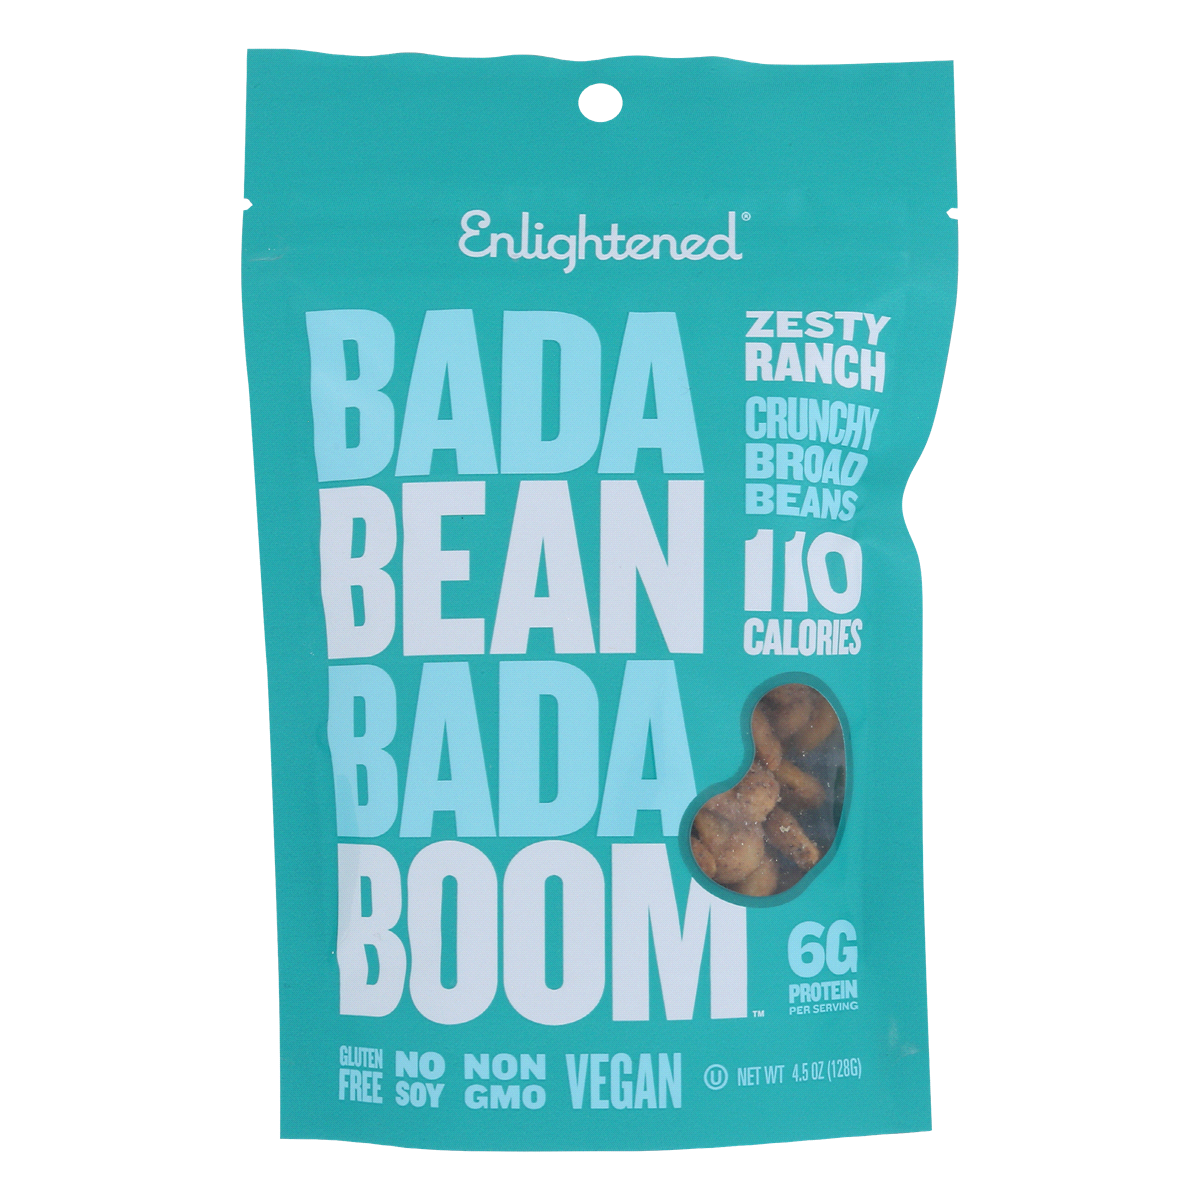 Enlightened®
BADA
BEAN
BADA
BOOM™
ZESTY
RANCH
CRUNCHY
BROAD
BEANS
110
CALORIES
6G
PROTEIN
PER SERVING
GLUTEN
FREE
NO
SOY
NON
GMO
VEGAN
U NET WT 4.5 OZ (128G)